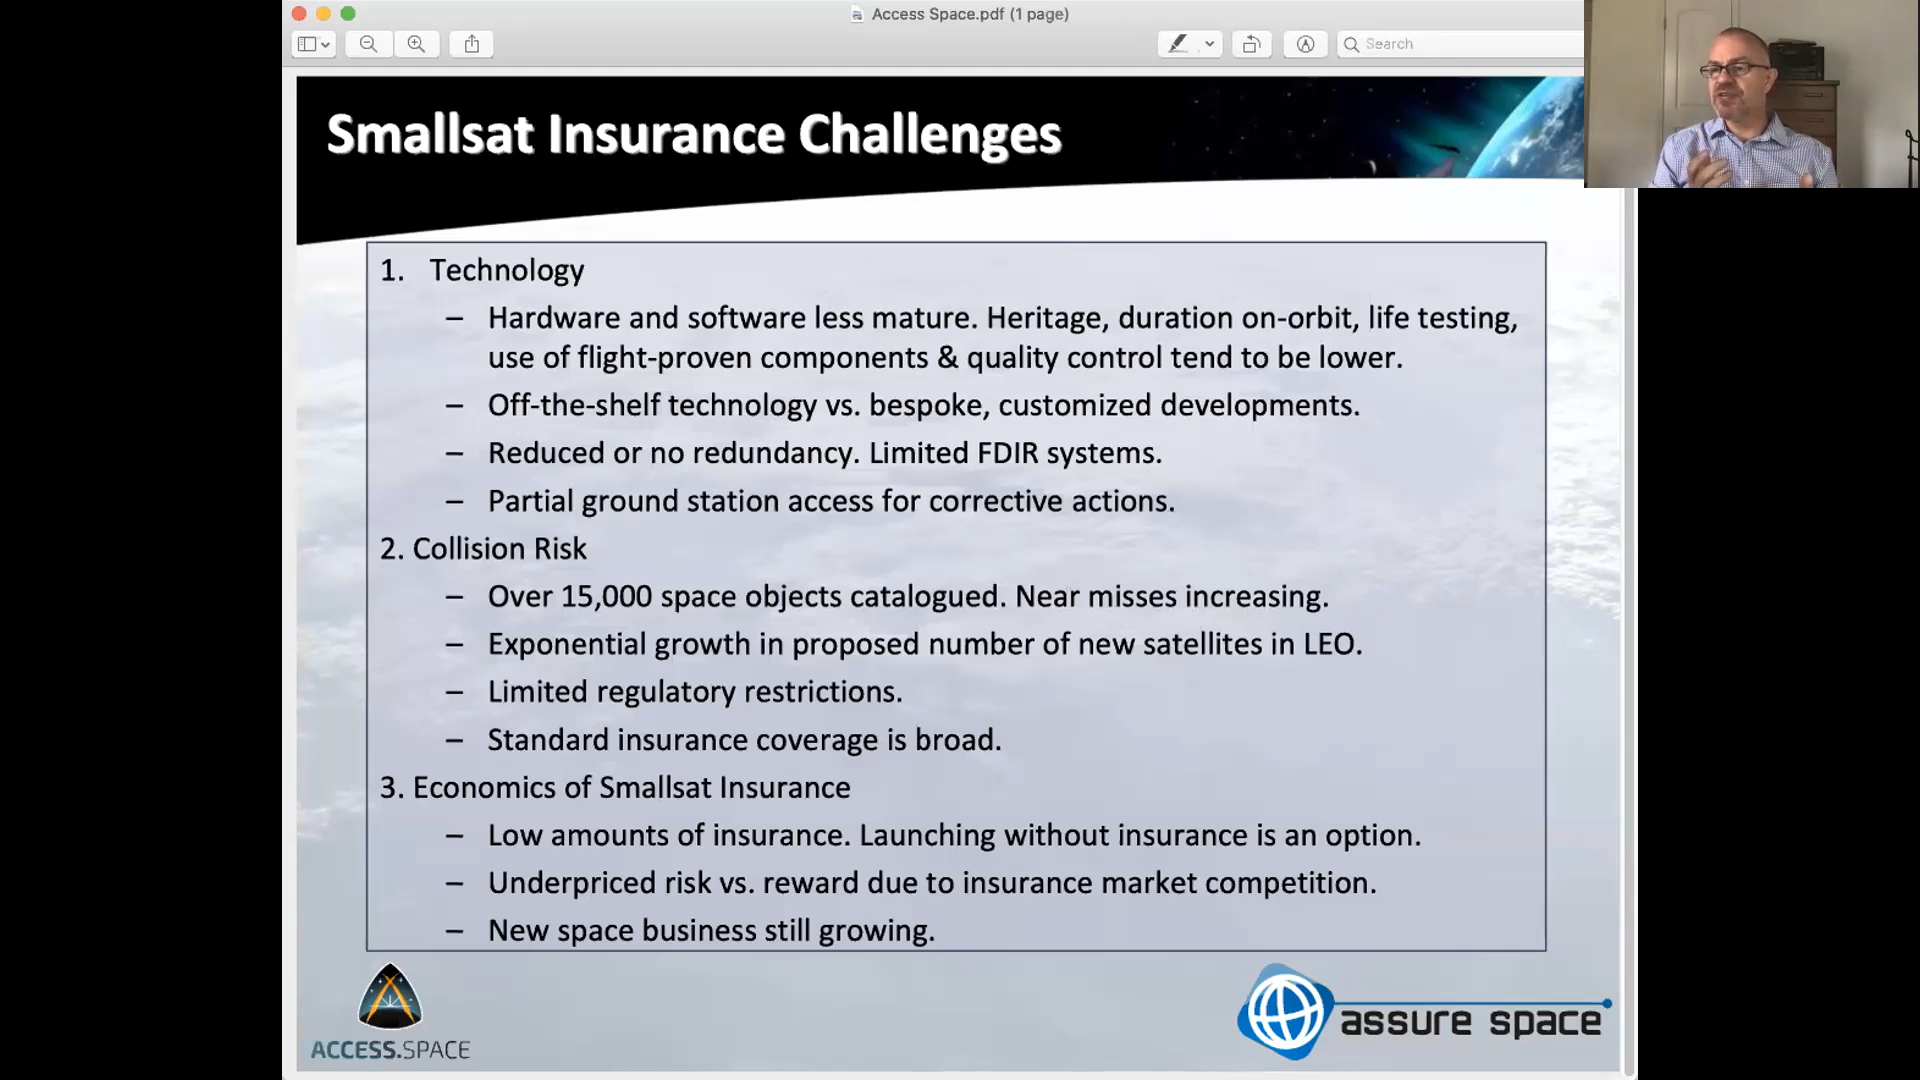 Access Space.pdf (1 page)
Search
Smallsat Insurance Challenges
1. Technology
– Hardware and software less mature. Heritage, duration on-orbit, life testing,
use of flight-proven components & quality control tend to be lower.
– Off-the-shelf technology vs. bespoke, customized developments.
– Reduced or no redundancy. Limited FDIR systems.
– Partial ground station access for corrective actions.
2. Collision Risk
– Over 15,000 space objects catalogued. Near misses increasing.
– Exponential growth in proposed number of new satellites in LEO.
– Limited regulatory restrictions.
– Standard insurance coverage is broad.
3. Economics of Smallsat Insurance
– Low amounts of insurance. Launching without insurance is an option.
– Underpriced risk vs. reward due to insurance market competition.
– New space business still growing.
ACCESS.SPACE
assure space